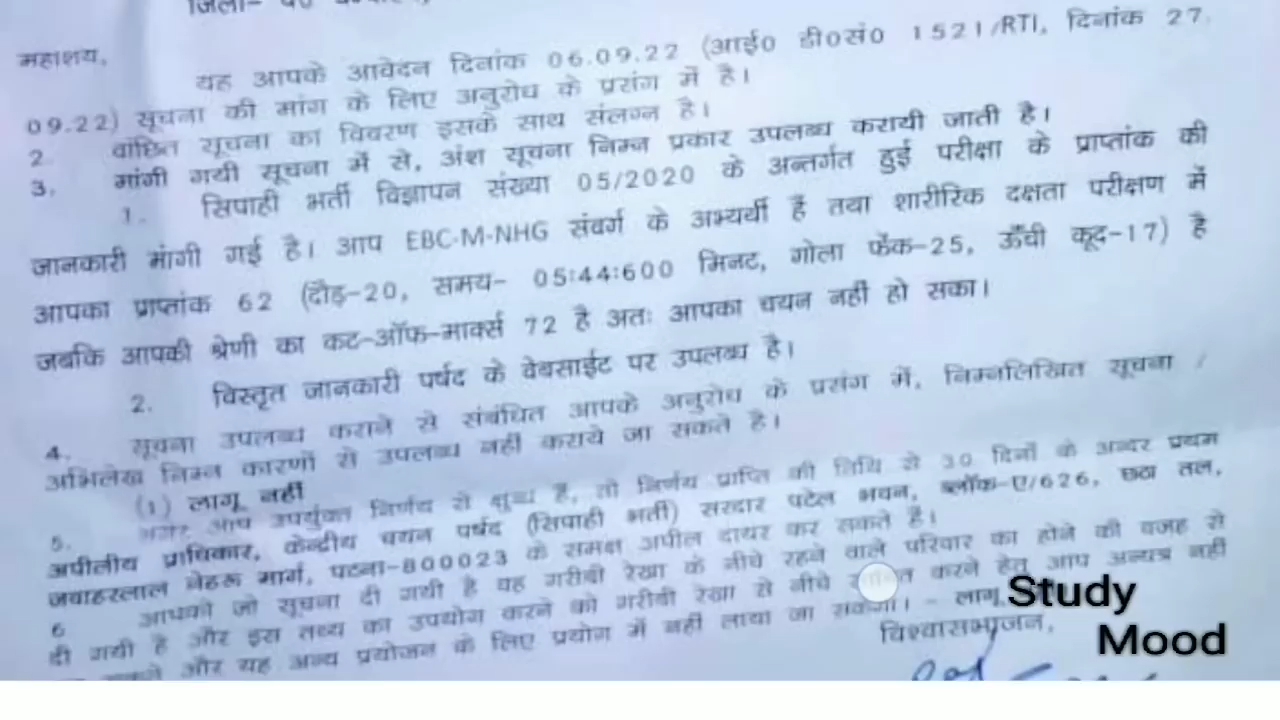 जिला-
महाशय,
यह आपके आवेदन दिनांक 06.09.22 (आई0 डी0सं0 1521/RTI, दिनांक 27.
09.22) सूचना की मांग के लिए अनुरोध के प्रसंग में है।
2. वांछित सूचना का विवरण इसके साथ संलग्न है।
3. मांगी गयी सूचना में से, अंश सूचना निम्न प्रकार उपलब्ध करायी जाती है।
1. सिपाही भर्ती विज्ञापन संख्या 05/2020 के अन्तर्गत हुई परीक्षा के प्राप्तांक की
जानकारी मांगी गई है। आप EBC-M-NHG संवर्ग के अभ्यर्थी हैं तथा शारीरिक दक्षता परीक्षण में
आपका प्राप्तांक 62 (दौड़-20, समय- 05:44:600 मिनट, गोला फेंक-25, ऊँची कूद-17) है
जबकि आपकी श्रेणी का कट-ऑफ-मार्क्स 72 है अतः आपका चयन नहीं हो सका।
2. विस्तृत जानकारी पर्षद के वेबसाईट पर उपलब्ध है।
4. सूचना उपलब्ध कराने से संबंधित आपके अनुरोध के प्रसंग में, निम्नलिखित सूचना /
अभिलेख निम्न कारणों से उपलब्ध नहीं कराये जा सकते है।
(1) लागू नहीं
5. अगर आप उपर्युक्त निर्णय से क्षुब्ध है, तो निर्णय प्राप्ति की तिथि से 30 दिनों के अन्दर प्रथम
अपीलीय प्राधिकार, केन्द्रीय चयन पर्षद (सिपाही भर्ती) सरदार पटेल भवन, ब्लॉक-ए/626, छठा तल,
जवाहरलाल नेहरू मार्ग, पटना-800023 के समक्ष अपील दायर कर सकते है।
6 आपको जो सूचना दी गयी है यह गरीबी रेखा के नीचे रहने वाले परिवार का होने की वजह से
दी गयी है और इस तथ्य का उपयोग करने को गरीबी रेखा से नीचे करने हेतु आप अन्यत्र नहीं
और यह अन्य प्रयोजन के लिए प्रयोग में नहीं लाया जा सकेगा। - लागू
विश्वासभाजन,
Study
Mood